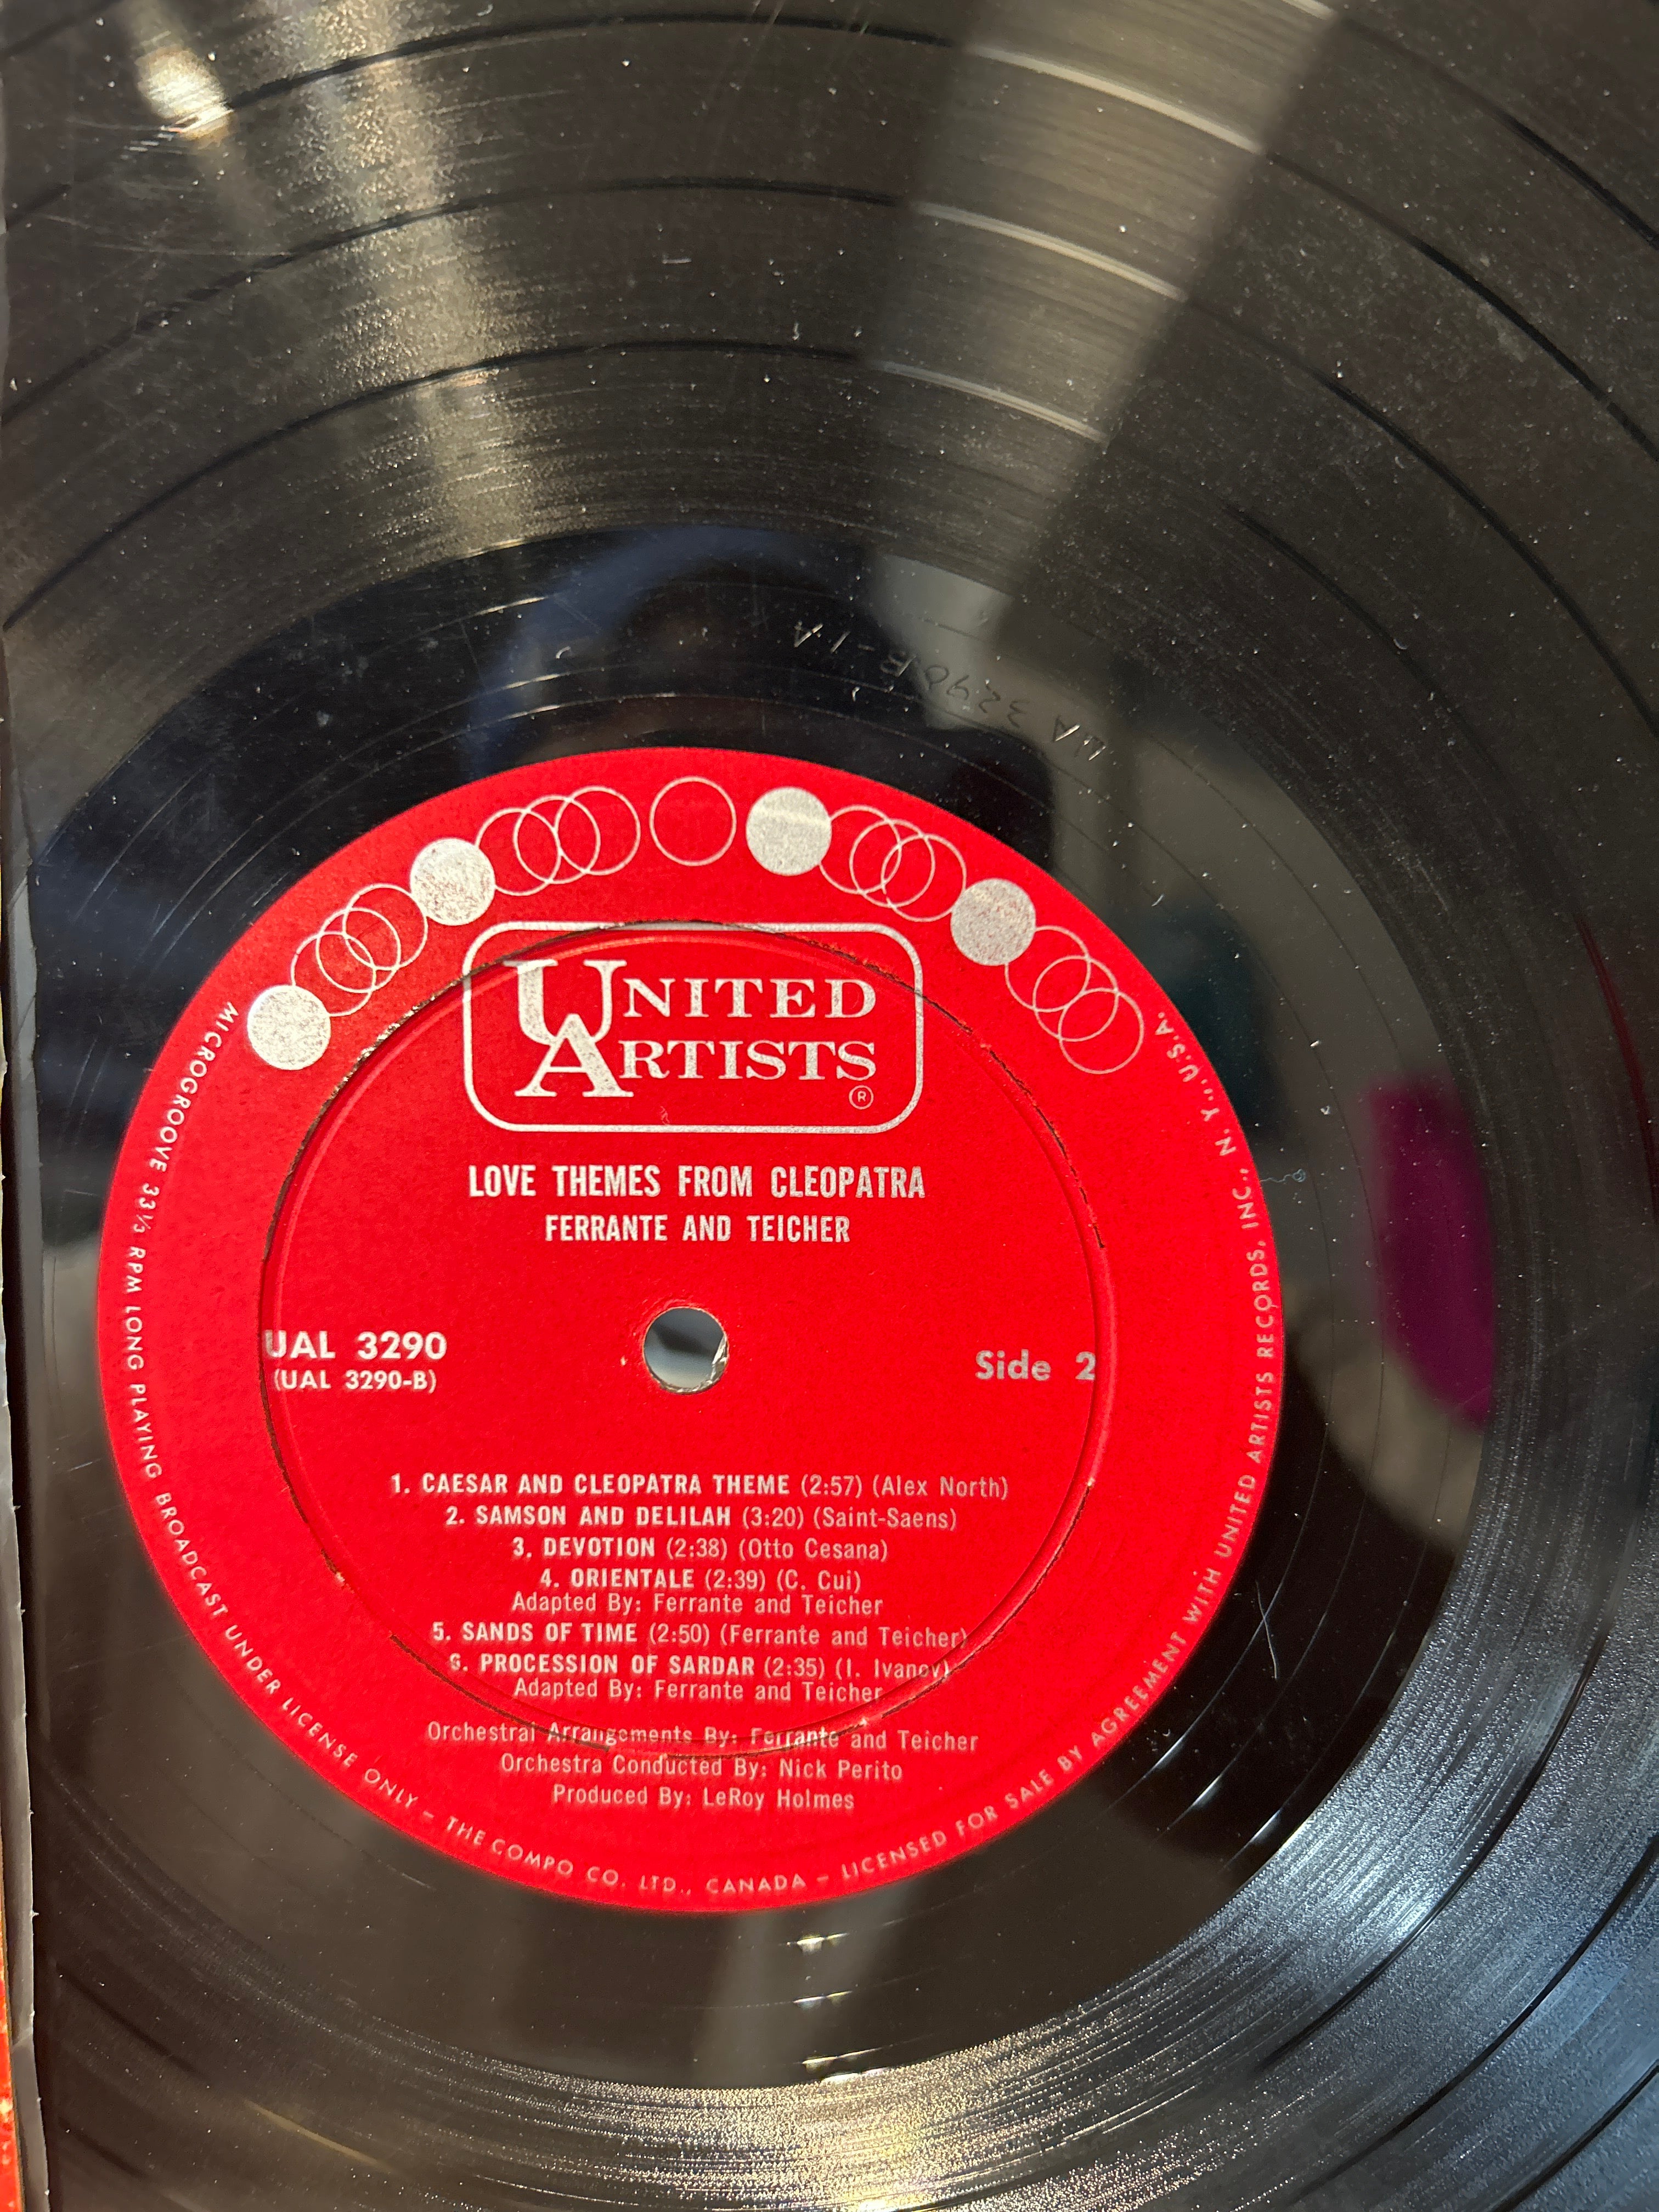 UA 3290 B-1A
UNITED
ARTISTS
®
LOVE THEMES FROM CLEOPATRA
FERRANTE AND TEICHER
UAL 3290
(UAL 3290-B)
Side 2
1. CAESAR AND CLEOPATRA THEME (2:57) (Alex North)
2. SAMSON AND DELILAH (3:20) (Saint-Saens)
3. DEVOTION (2:38) (Otto Cesana)
4. ORIENTALE (2:39) (C. Cui)
Adapted By: Ferrante and Teicher
5. SANDS OF TIME (2:50) (Ferrante and Teicher)
6. PROCESSION OF SARDAR (2:35) (I. Ivanov)
Adapted By: Ferrante and Teicher
Orchestral Arrangements By: Ferrante and Teicher
Orchestra Conducted By: Nick Perito
Produced By: LeRoy Holmes
MICROGROOVE 33⅓ RPM LONG PLAYING BROADCAST UNDER LICENSE ONLY – THE COMPO CO. LTD., CANADA – LICENSED FOR SALE BY AGREEMENT WITH UNITED ARTISTS RECORDS, INC., N. Y., U.S.A.